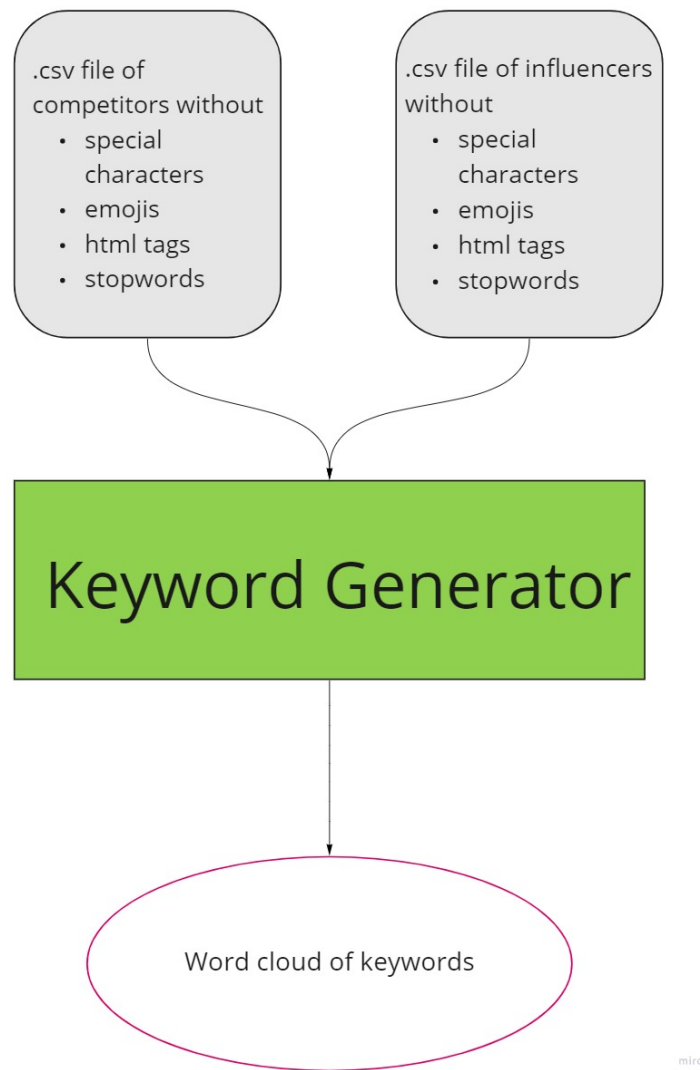 .csv file of
competitors without
• special
characters
• emojis
• html tags
• stopwords
.csv file of influencers
without
• special
characters
• emojis
• html tags
• stopwords
Keyword Generator
Word cloud of keywords